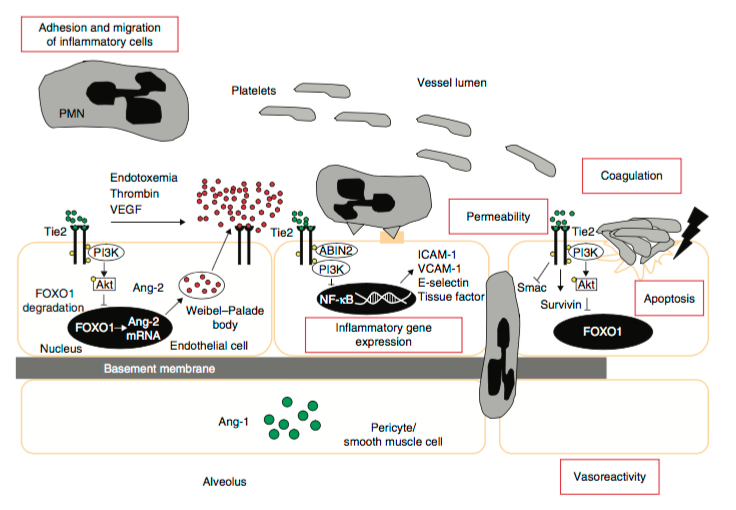 Adhesion and migration
of inflammatory cells
PMN
Platelets
Vessel lumen
Coagulation
Endotoxemia
Thrombin
VEGF
Permeability
Tie2
Tie2
Tie2
PI3K
Akt
Ang-2
FOXO1
degradation
FOXO1
Ang-2
mRNA
Nucleus
Weibel–Palade
body
Endothelial cell
ABIN2
PI3K
NF-κB
ICAM-1
VCAM-1
E-selectin
Tissue factor
Inflammatory gene
expression
PI3K
Smac
Akt
Survivin
Apoptosis
FOXO1
Basement membrane
Ang-1
Pericyte/
smooth muscle cell
Alveolus
Vasoreactivity